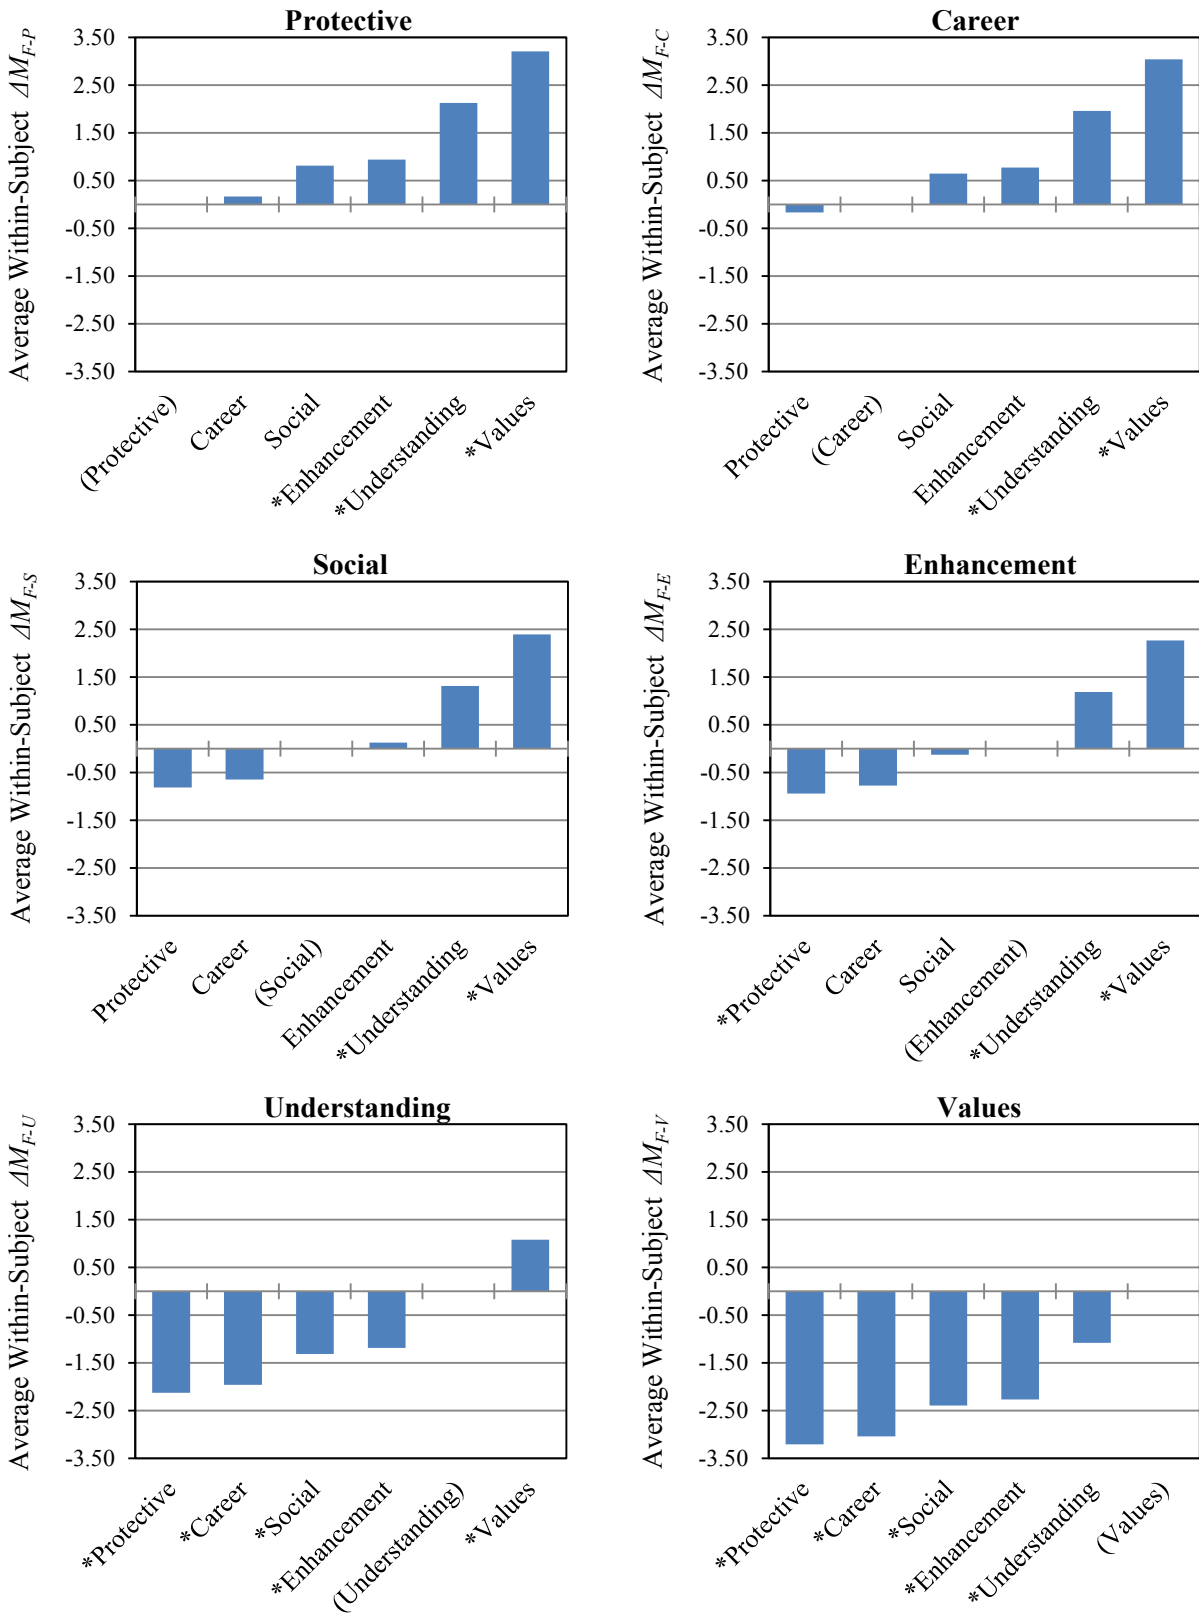 Protective
Average Within-Subject ΔM_F-P
3.50
2.50
1.50
0.50
-0.50
-1.50
-2.50
-3.50
(Protective)
Career
Social
*Enhancement
*Understanding
*Values
Career
Average Within-Subject ΔM_F-C
3.50
2.50
1.50
0.50
-0.50
-1.50
-2.50
-3.50
Protective
(Career)
Social
Enhancement
*Understanding
*Values
Social
Average Within-Subject ΔM_F-S
3.50
2.50
1.50
0.50
-0.50
-1.50
-2.50
-3.50
Protective
Career
(Social)
Enhancement
*Understanding
*Values
Enhancement
Average Within-Subject ΔM_F-E
3.50
2.50
1.50
0.50
-0.50
-1.50
-2.50
-3.50
*Protective
Career
Social
(Enhancement)
*Understanding
*Values
Understanding
Average Within-Subject ΔM_F-U
3.50
2.50
1.50
0.50
-0.50
-1.50
-2.50
-3.50
*Protective
*Career
*Social
*Enhancement
(Understanding)
*Values
Values
Average Within-Subject ΔM_F-V
3.50
2.50
1.50
0.50
-0.50
-1.50
-2.50
-3.50
*Protective
*Career
*Social
*Enhancement
*Understanding
(Values)